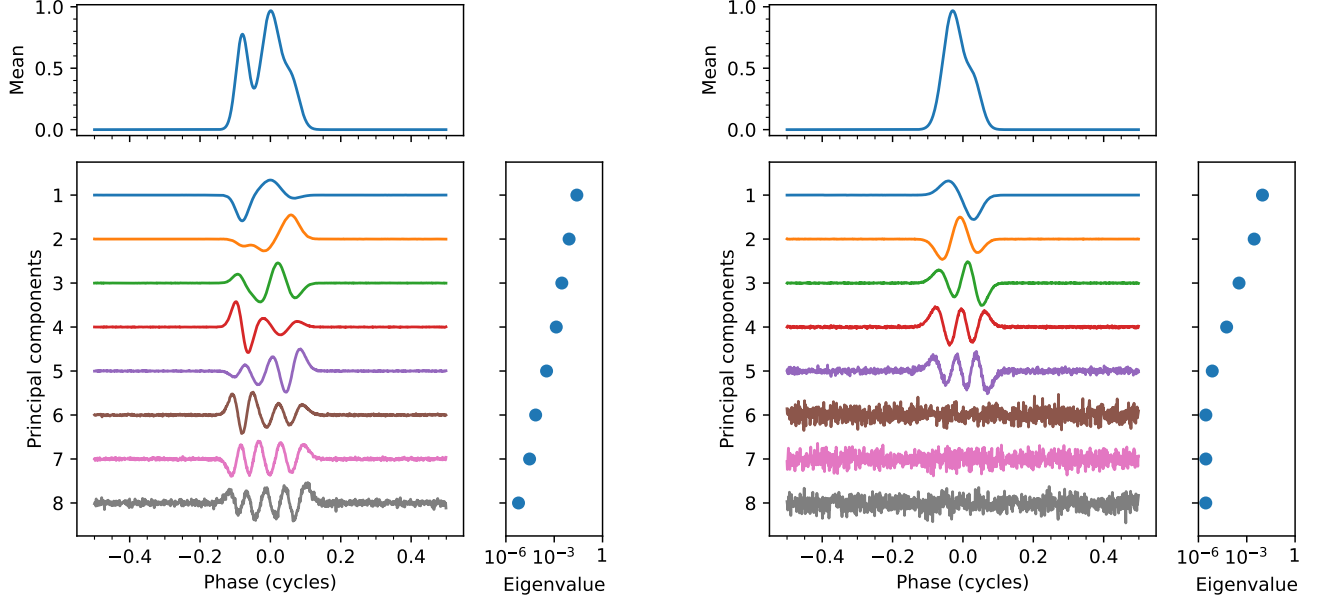 1.0
0.5
0.0
Mean
1
2
3
4
5
6
7
8
Principal components
−0.4 −0.2 0.0 0.2 0.4
Phase (cycles)
10⁻⁶ 10⁻³ 1
Eigenvalue
1.0
0.5
0.0
Mean
1
2
3
4
5
6
7
8
Principal components
−0.4 −0.2 0.0 0.2 0.4
Phase (cycles)
10⁻⁶ 10⁻³ 1
Eigenvalue